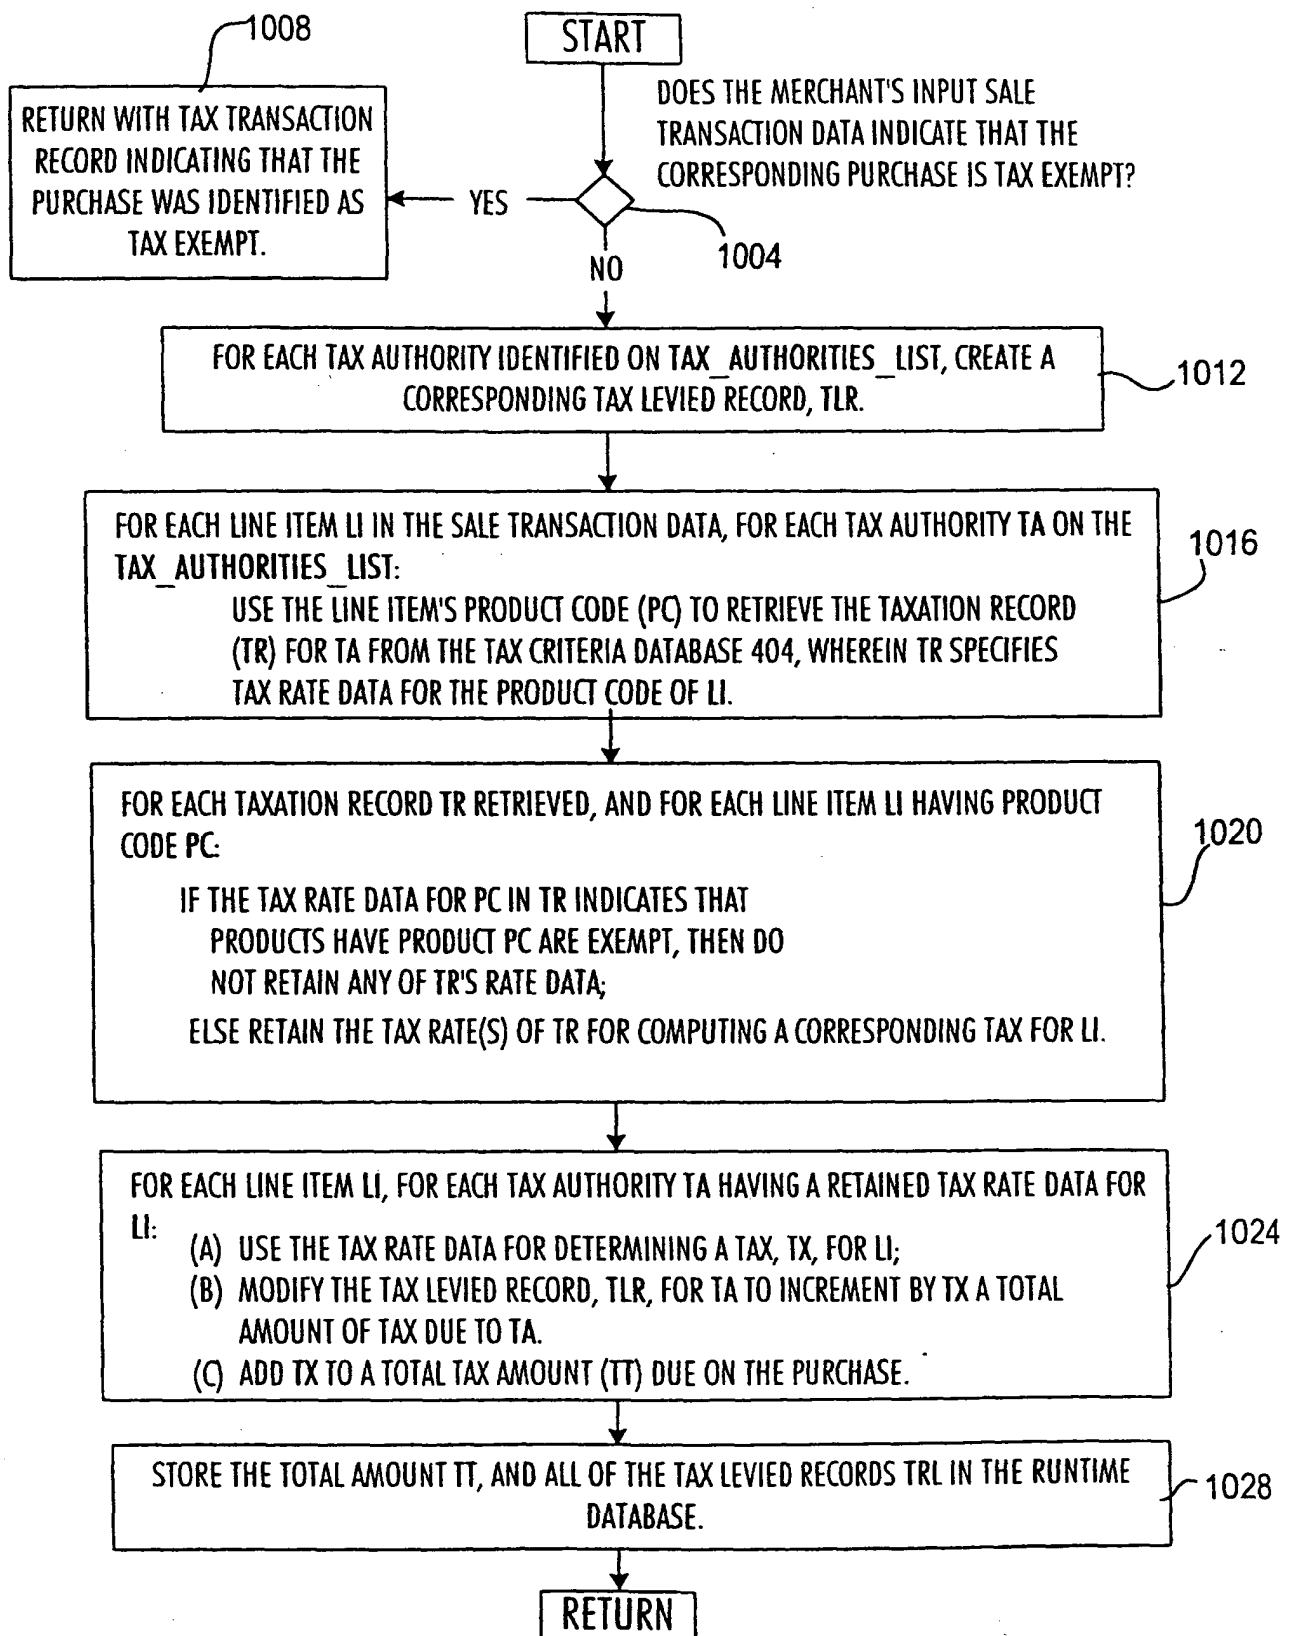 1008
START
DOES THE MERCHANT'S INPUT SALE
TRANSACTION DATA INDICATE THAT THE
CORRESPONDING PURCHASE IS TAX EXEMPT?
RETURN WITH TAX TRANSACTION
RECORD INDICATING THAT THE
PURCHASE WAS IDENTIFIED AS
TAX EXEMPT.
YES
1004
NO
FOR EACH TAX AUTHORITY IDENTIFIED ON TAX_AUTHORITIES_LIST, CREATE A
CORRESPONDING TAX LEVIED RECORD, TLR.
1012
FOR EACH LINE ITEM LI IN THE SALE TRANSACTION DATA, FOR EACH TAX AUTHORITY TA ON THE
TAX_AUTHORITIES_LIST:
USE THE LINE ITEM'S PRODUCT CODE (PC) TO RETRIEVE THE TAXATION RECORD
(TR) FOR TA FROM THE TAX CRITERIA DATABASE 404, WHEREIN TR SPECIFIES
TAX RATE DATA FOR THE PRODUCT CODE OF LI.
1016
FOR EACH TAXATION RECORD TR RETRIEVED, AND FOR EACH LINE ITEM LI HAVING PRODUCT
CODE PC:
IF THE TAX RATE DATA FOR PC IN TR INDICATES THAT
PRODUCTS HAVE PRODUCT PC ARE EXEMPT, THEN DO
NOT RETAIN ANY OF TR'S RATE DATA;
ELSE RETAIN THE TAX RATE(S) OF TR FOR COMPUTING A CORRESPONDING TAX FOR LI.
1020
FOR EACH LINE ITEM LI, FOR EACH TAX AUTHORITY TA HAVING A RETAINED TAX RATE DATA FOR
LI:
(A) USE THE TAX RATE DATA FOR DETERMINING A TAX, TX, FOR LI;
(B) MODIFY THE TAX LEVIED RECORD, TLR, FOR TA TO INCREMENT BY TX A TOTAL
AMOUNT OF TAX DUE TO TA.
(C) ADD TX TO A TOTAL TAX AMOUNT (TT) DUE ON THE PURCHASE.
1024
STORE THE TOTAL AMOUNT TT, AND ALL OF THE TAX LEVIED RECORDS TRL IN THE RUNTIME
DATABASE.
1028
RETURN